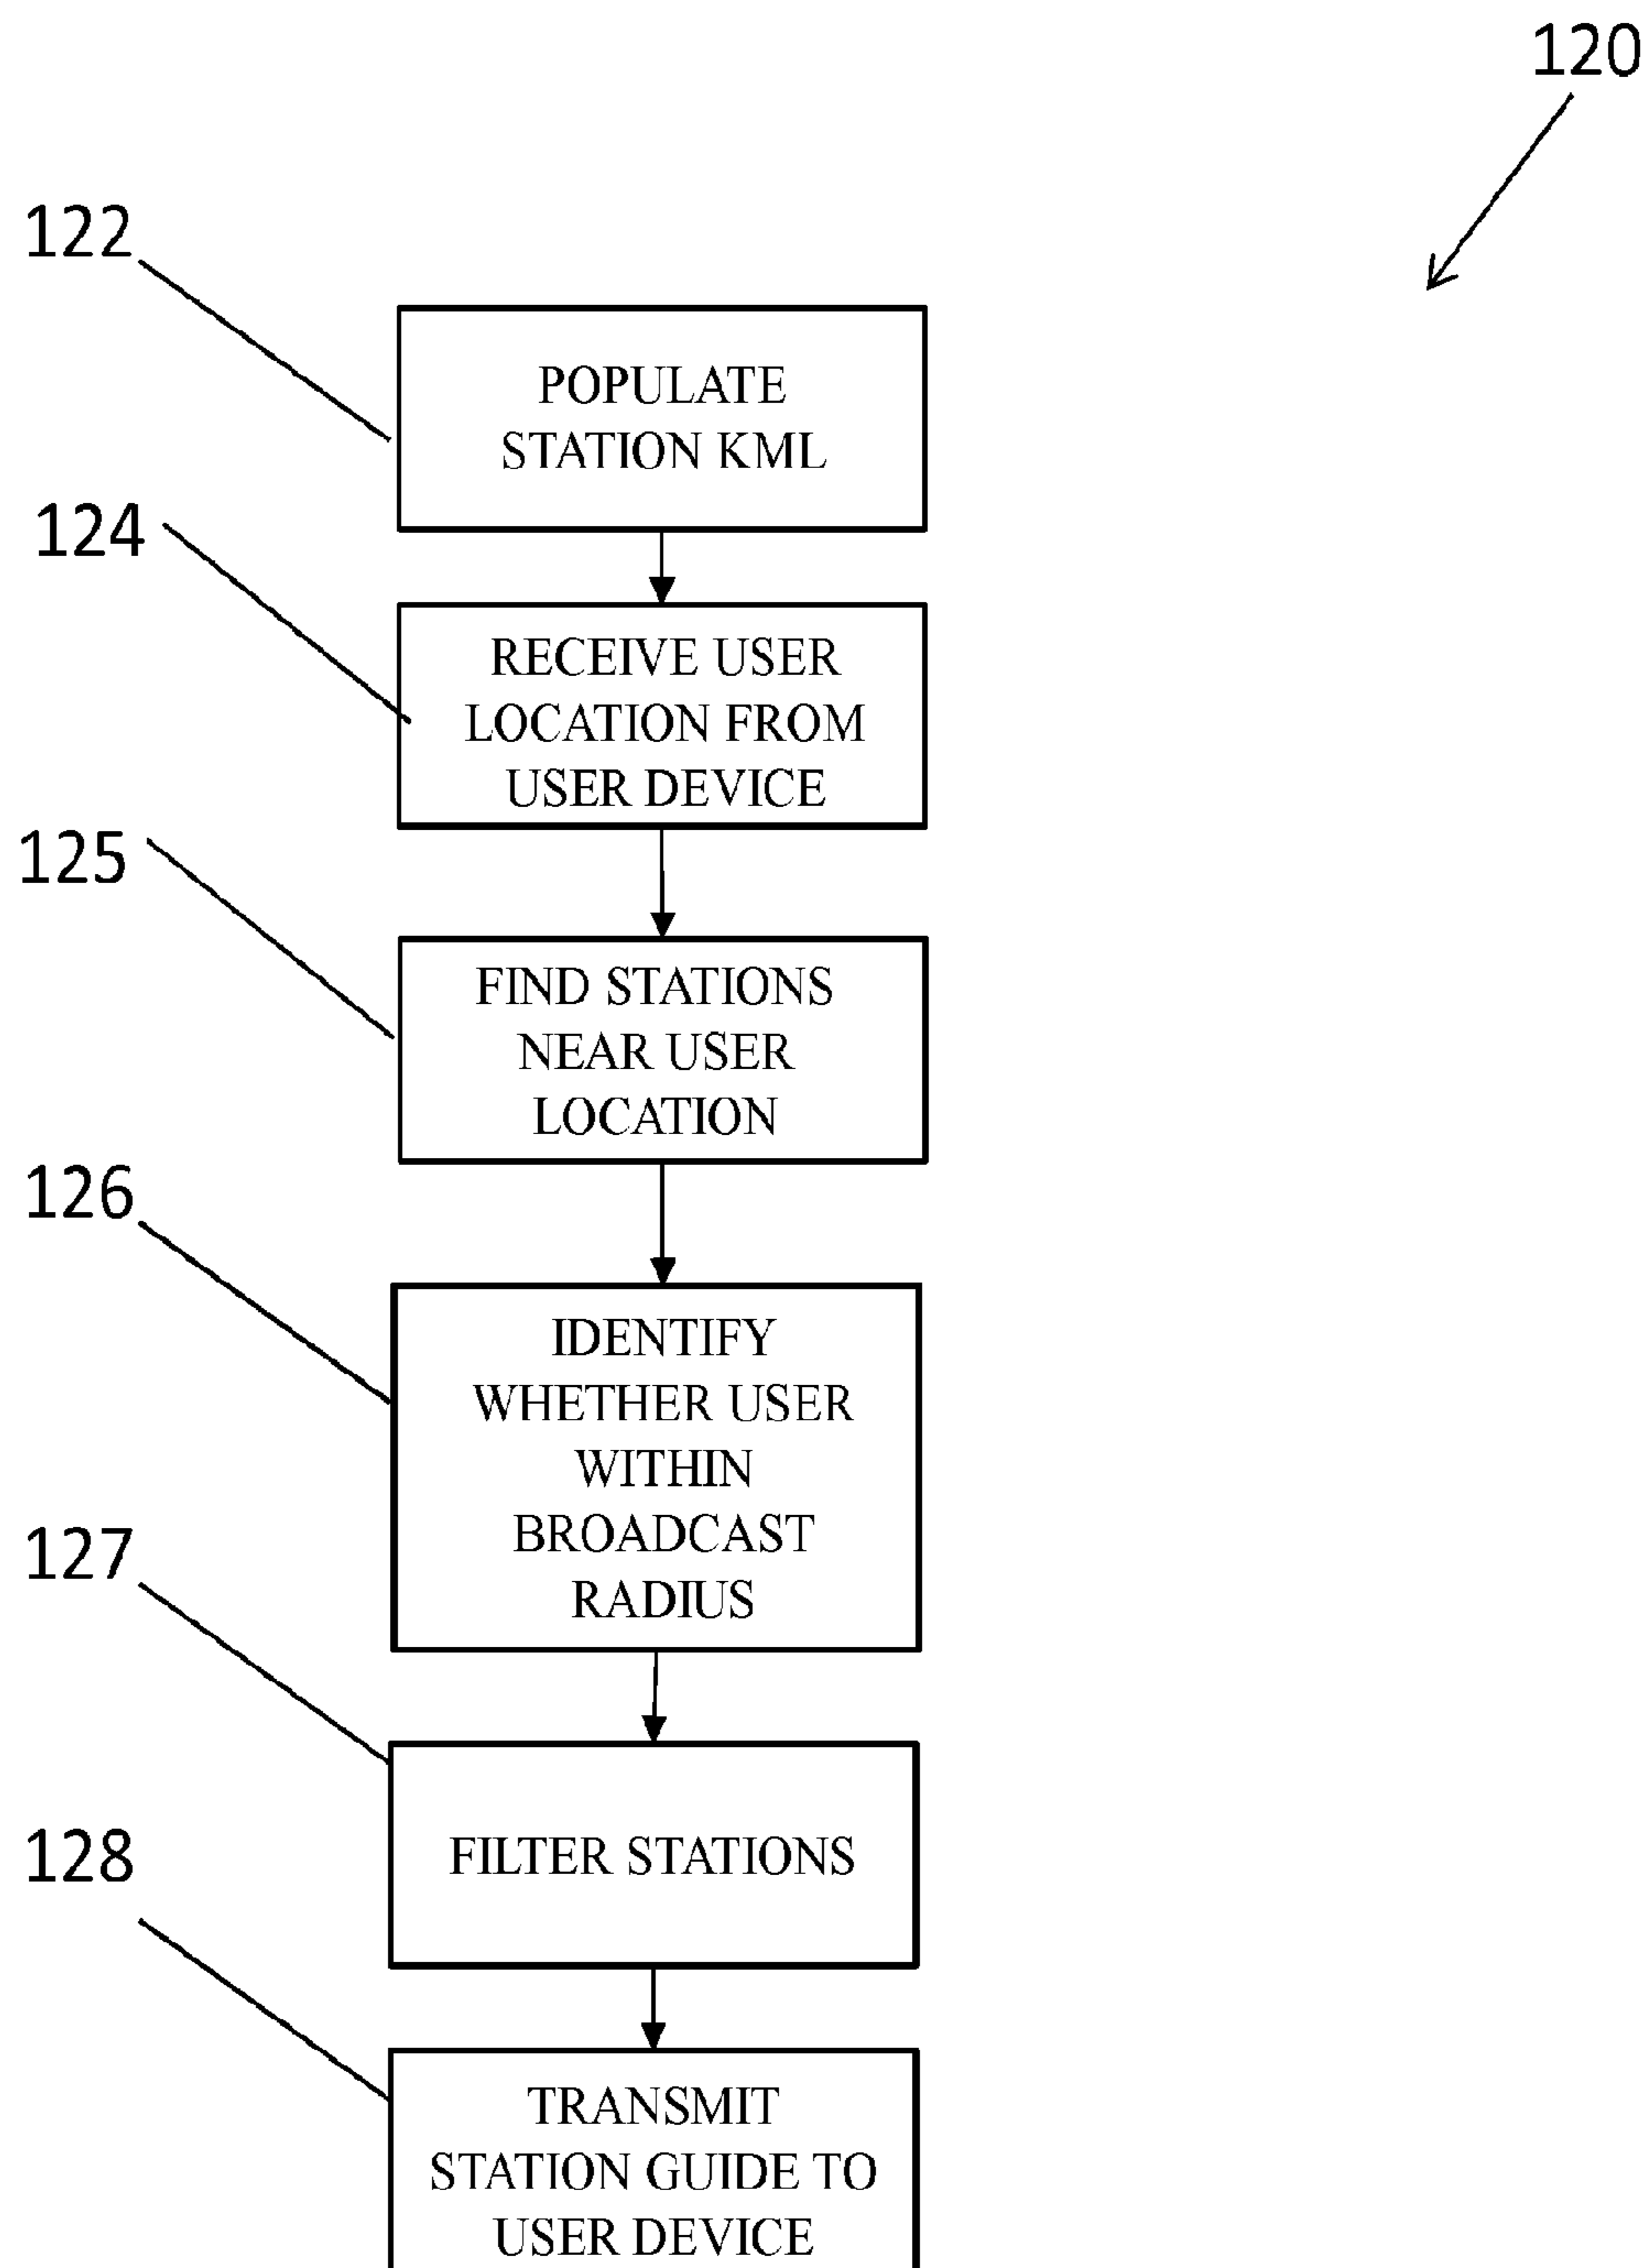 120
122
POPULATE
STATION KML
124
RECEIVE USER
LOCATION FROM
USER DEVICE
125
FIND STATIONS
NEAR USER
LOCATION
126
IDENTIFY
WHETHER USER
WITHIN
BROADCAST
RADIUS
127
FILTER STATIONS
128
TRANSMIT
STATION GUIDE TO
USER DEVICE